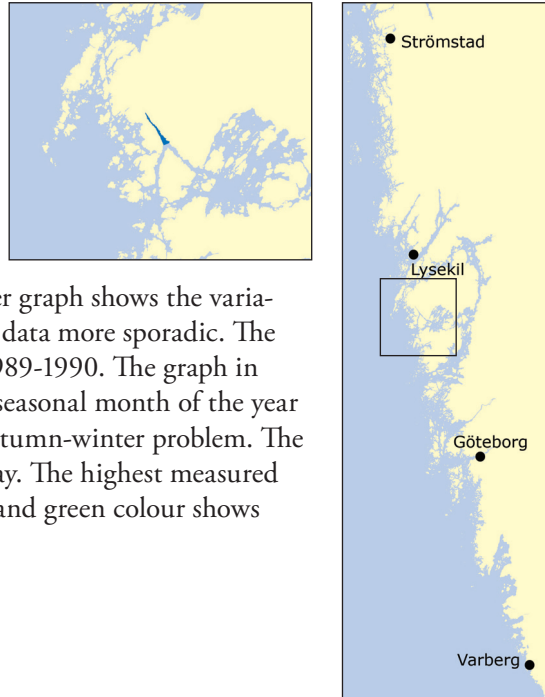 er graph shows the varia-
data more sporadic. The
989-1990. The graph in
seasonal month of the year
tumn-winter problem. The
ay. The highest measured
and green colour shows
Strömstad
Lysekil
Göteborg
Varberg